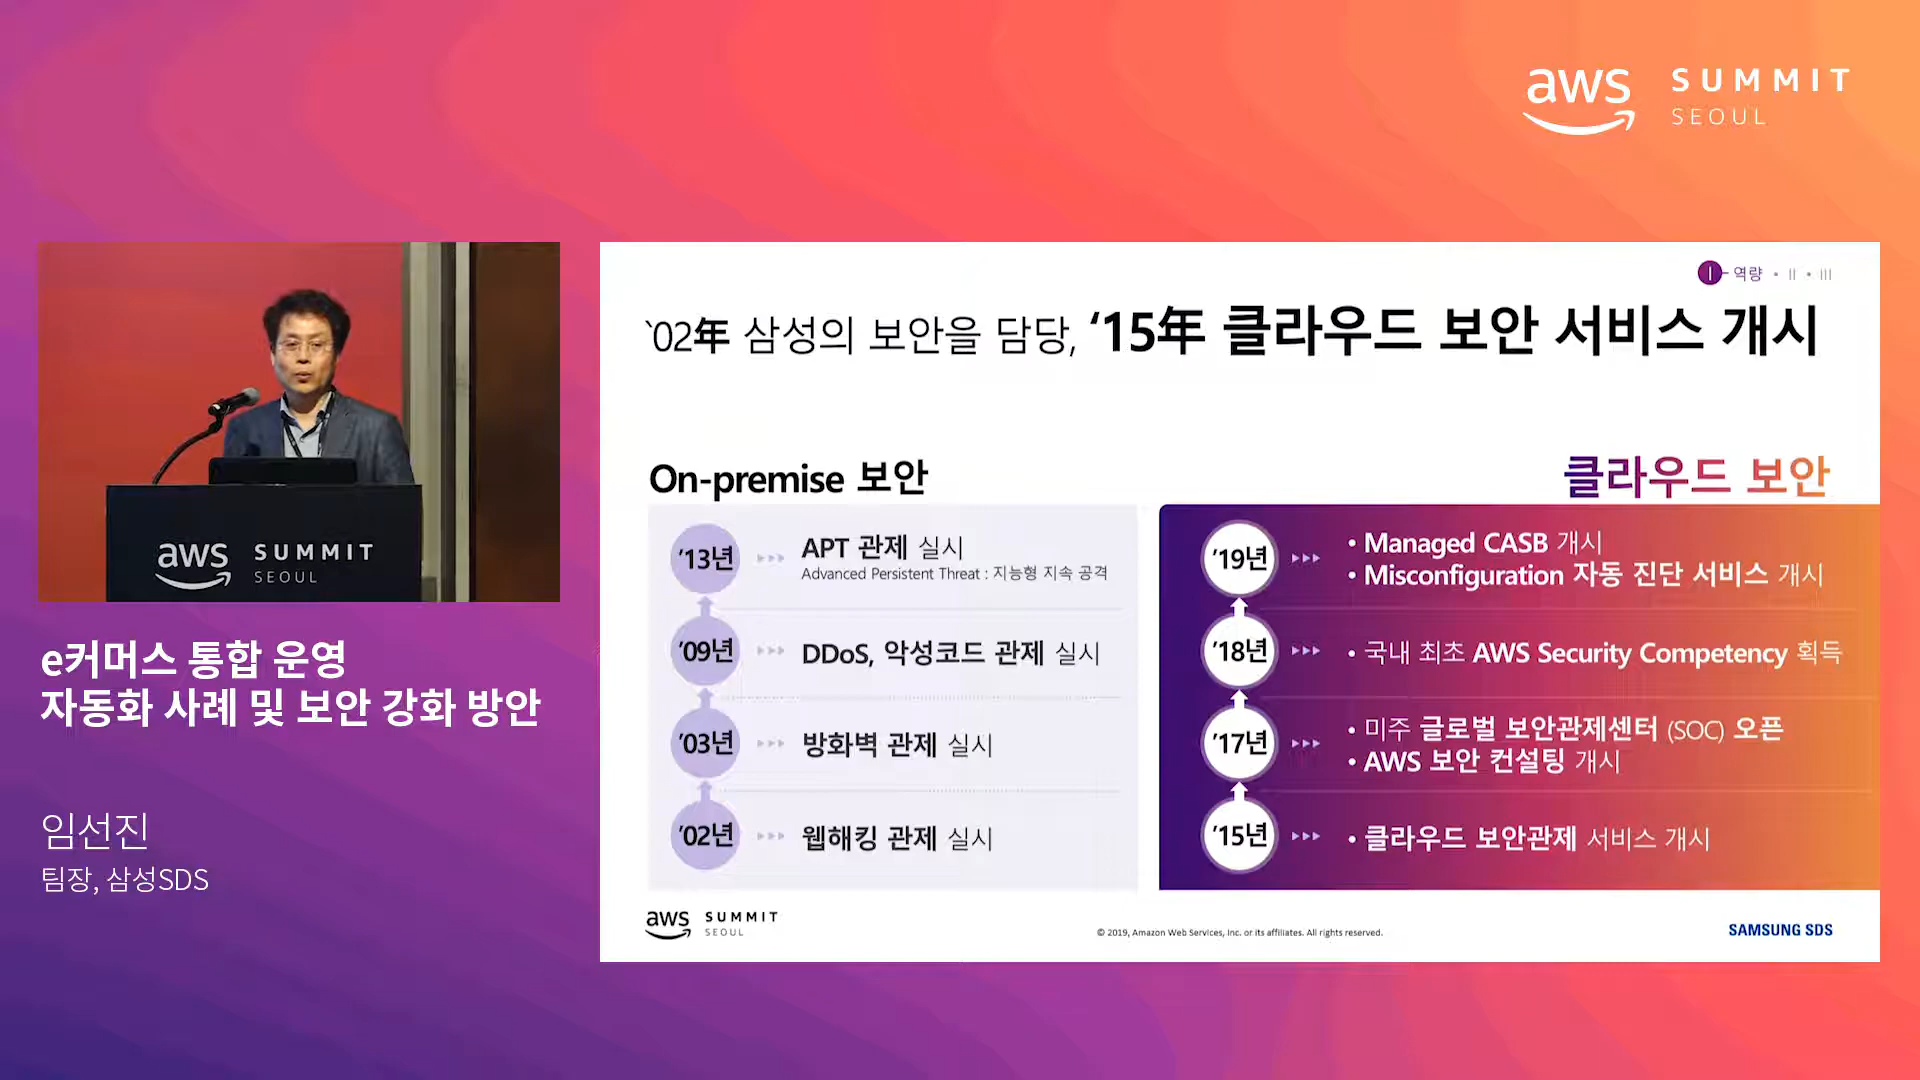 aws SUMMIT
SEOUL
aws SUMMIT
SEOUL
e커머스 통합 운영
자동화 사례 및 보안 강화 방안
임선진
팀장, 삼성SDS
I 역량 • II • III
`02年 삼성의 보안을 담당, ‘15年 클라우드 보안 서비스 개시
On-premise 보안
’13년 APT 관제 실시
Advanced Persistent Threat : 지능형 지속 공격
’09년 DDoS, 악성코드 관제 실시
’03년 방화벽 관제 실시
’02년 웹해킹 관제 실시
클라우드 보안
’19년 • Managed CASB 개시
• Misconfiguration 자동 진단 서비스 개시
’18년 • 국내 최초 AWS Security Competency 획득
’17년 • 미주 글로벌 보안관제센터 (SOC) 오픈
• AWS 보안 컨설팅 개시
’15년 • 클라우드 보안관제 서비스 개시
aws SUMMIT
SEOUL
© 2019, Amazon Web Services, Inc. or its affiliates. All rights reserved.
SAMSUNG SDS